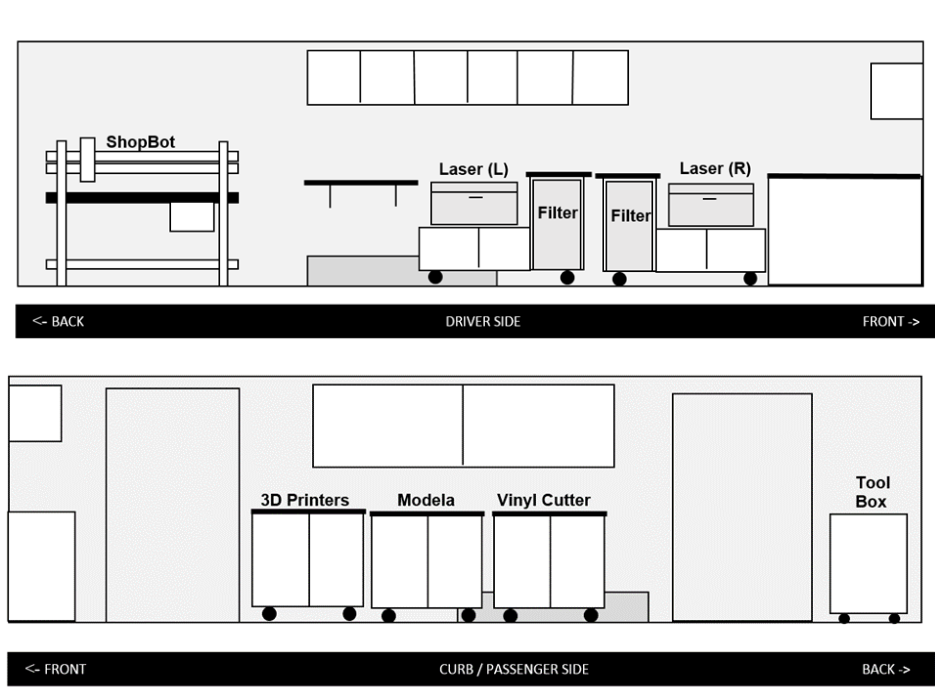 ShopBot
Laser (L)
Laser (R)
Filter
Filter
<- BACK
DRIVER SIDE
FRONT ->
3D Printers
Modela
Vinyl Cutter
Tool
Box
<- FRONT
CURB / PASSENGER SIDE
BACK ->